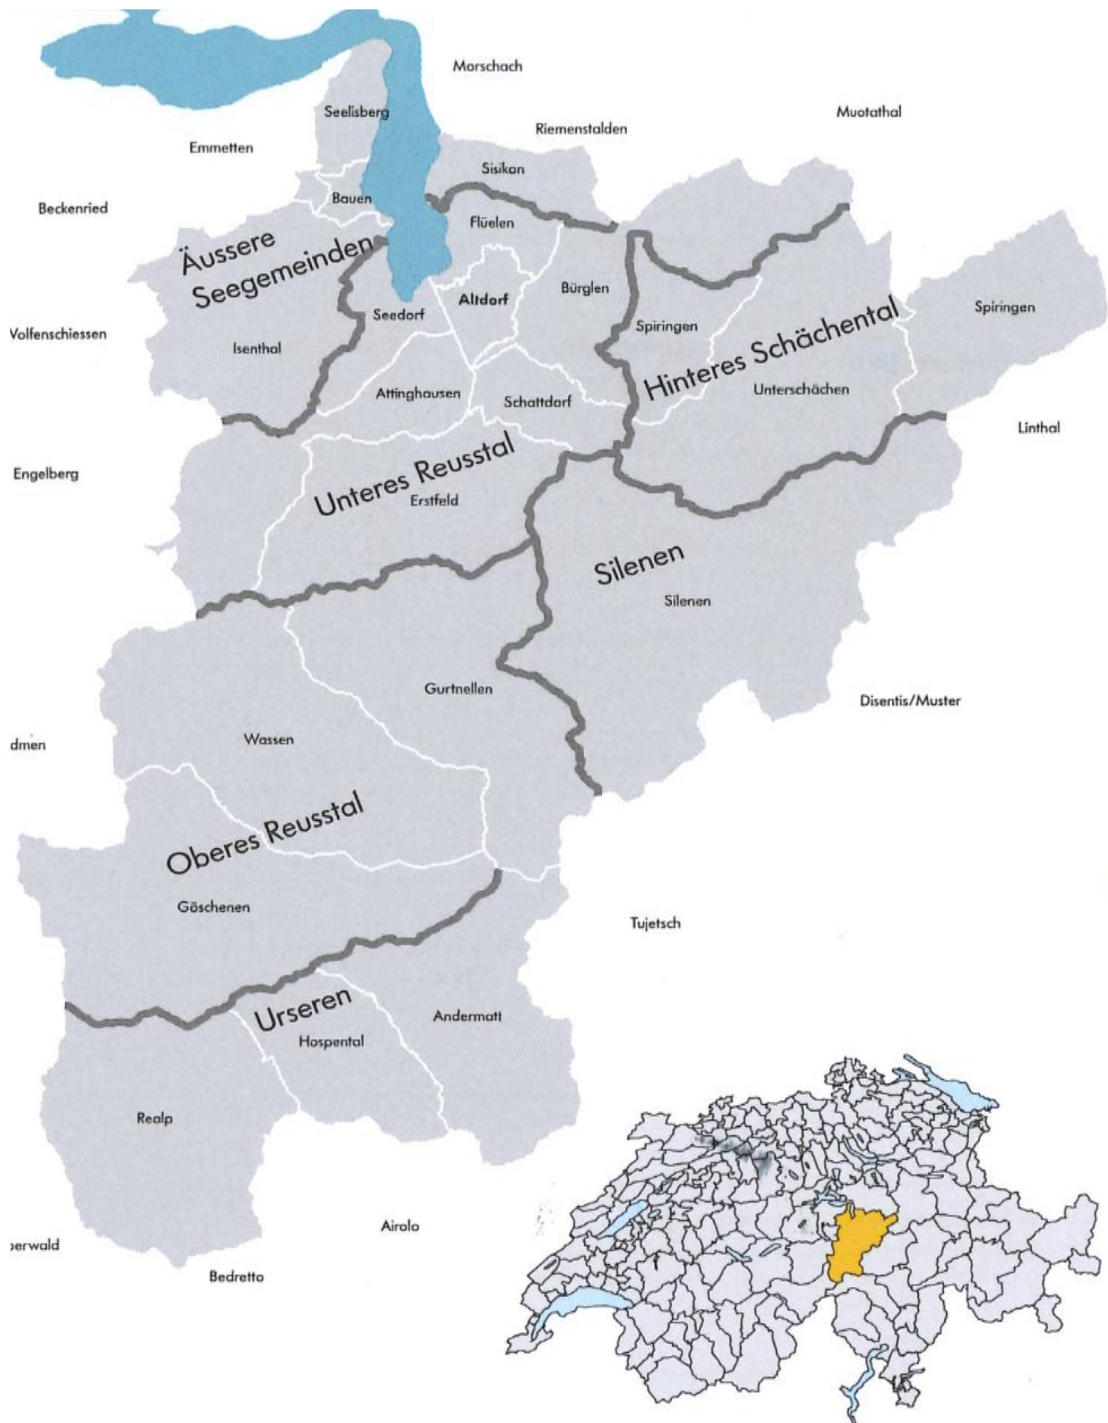 Morschach
Seelisberg
Muotathal
Riemenstalden
Emmetten
Sisikon
Bauen
Beckenried
Flüelen
Äussere
Seegemeinden
Bürglen
Altdorf
Seedorf
Spiringen
Spiringen
Volfenschiessen
Isenthal
Hinteres Schächental
Unterschächen
Attinghausen
Schattdorf
Linthal
Engelberg
Unteres Reusstal
Erstfeld
Silenen
Silenen
Gurtnellen
Disentis/Muster
Wassen
dmen
Oberes Reusstal
Göschenen
Tujetsch
Urseren
Andermatt
Hospental
Realp
Airolo
erwald
Bedretto